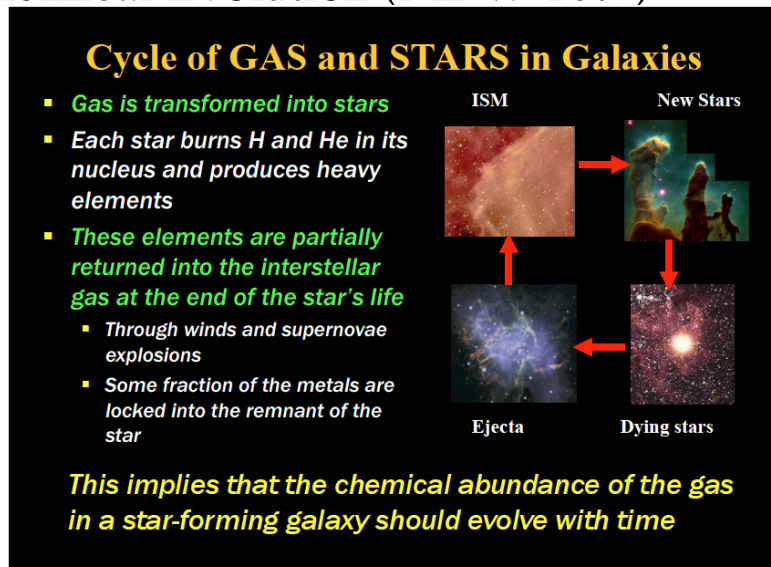 Cycle of GAS and STARS in Galaxies
▪ Gas is transformed into stars
▪ Each star burns H and He in its
nucleus and produces heavy
elements
▪ These elements are partially
returned into the interstellar
gas at the end of the star's life
▪ Through winds and supernovae
explosions
▪ Some fraction of the metals are
locked into the remnant of the
star
ISM
New Stars
Ejecta
Dying stars
This implies that the chemical abundance of the gas
in a star-forming galaxy should evolve with time